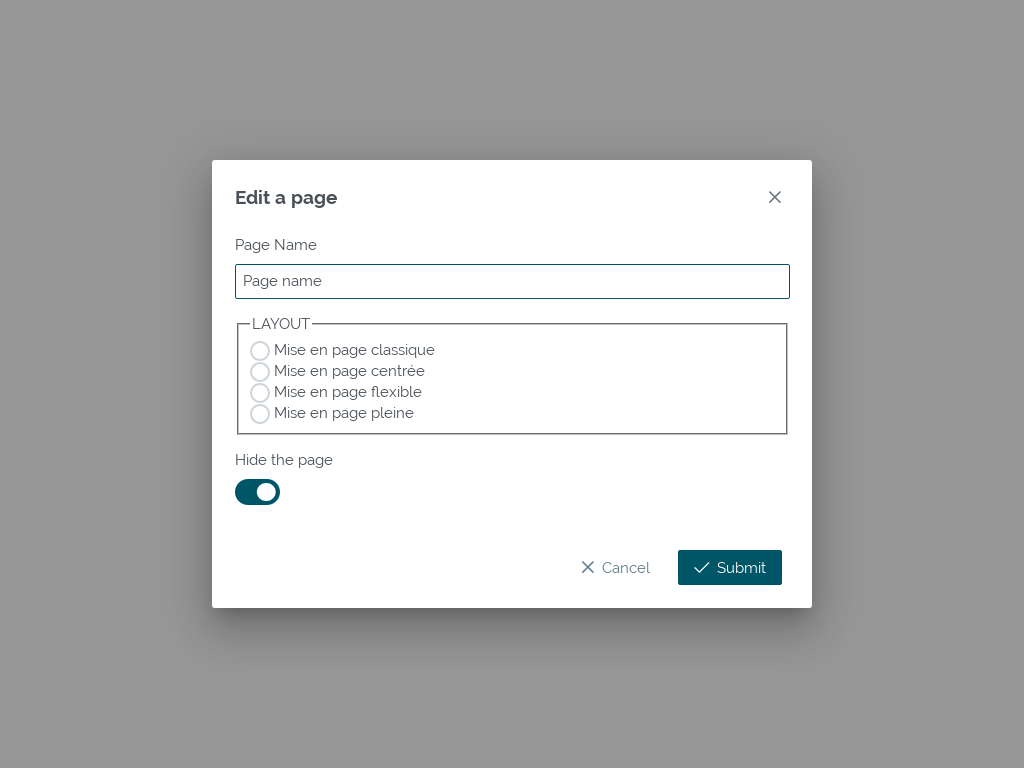 Edit a page
Page Name
Page name
LAYOUT
Mise en page classique
Mise en page centrée
Mise en page flexible
Mise en page pleine
Hide the page
Cancel
Submit